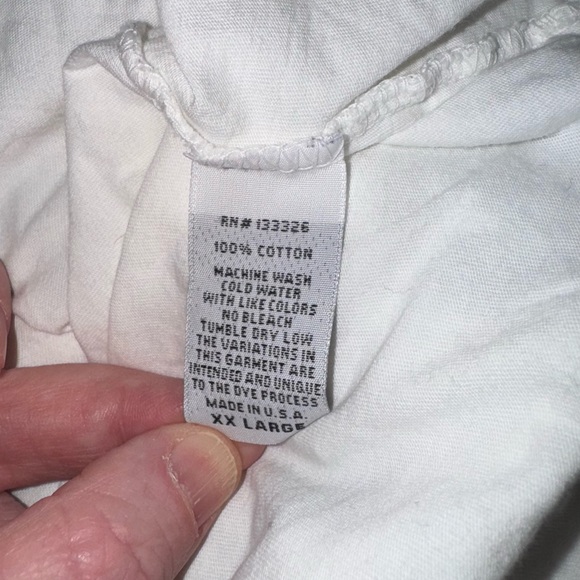 RN# 133326
100% COTTON
MACHINE WASH
COLD WATER
WITH LIKE COLORS
NO BLEACH
TUMBLE DRY LOW
THE VARIATIONS IN
THIS GARMENT ARE
INTENDED AND UNIQUE
TO THE DYE PROCESS
MADE IN U.S.A.
XX LARGE